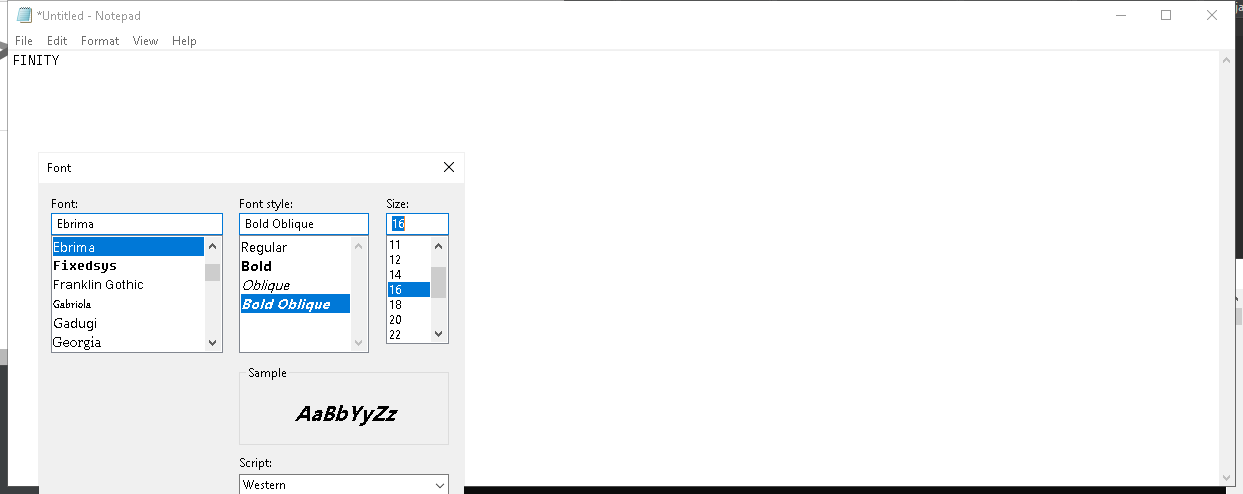 *Untitled - Notepad
File Edit Format View Help
FINITY
Font
Font: Font style: Size:
Ebrima Bold Oblique 16
Ebrima
Fixedsys
Franklin Gothic
Gabriola
Gadugi
Georgia
Regular
Bold
Oblique
Bold Oblique
11
12
14
16
18
20
22
Sample
AaBbYyZz
Script:
Western